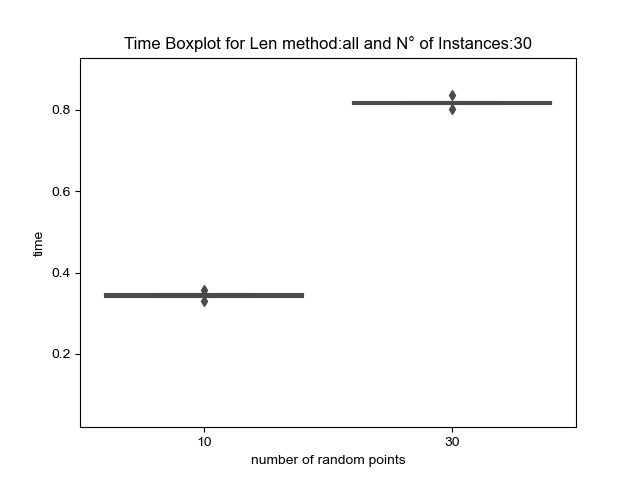 Time Boxplot for Len method:all and N° of Instances:30
0.8
0.6
0.4
0.2
time
10
30
number of random points